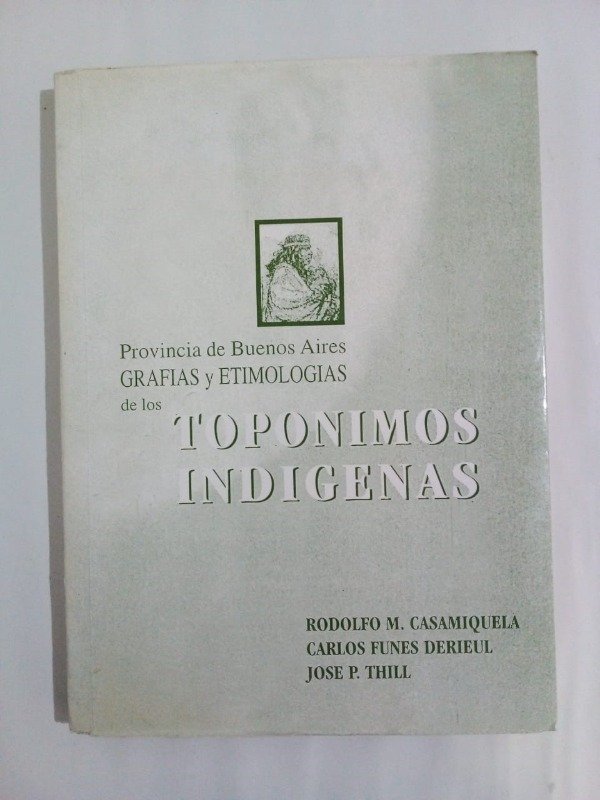 Provincia de Buenos Aires
GRAFIAS y ETIMOLOGIAS
de los
TOPONIMOS
INDIGENAS
RODOLFO M. CASAMIQUELA
CARLOS FUNES DERIEUL
JOSE P. THILL